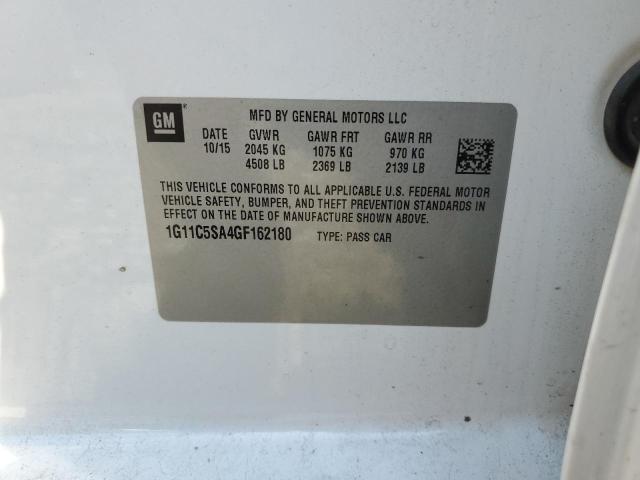 GM ® MFD BY GENERAL MOTORS LLC
DATE GVWR GAWR FRT GAWR RR
10/15 2045 KG 1075 KG 970 KG
4508 LB 2369 LB 2139 LB
THIS VEHICLE CONFORMS TO ALL APPLICABLE U.S. FEDERAL MOTOR
VEHICLE SAFETY, BUMPER, AND THEFT PREVENTION STANDARDS IN
EFFECT ON THE DATE OF MANUFACTURE SHOWN ABOVE.
1G11C5SA4GF162180 TYPE: PASS CAR